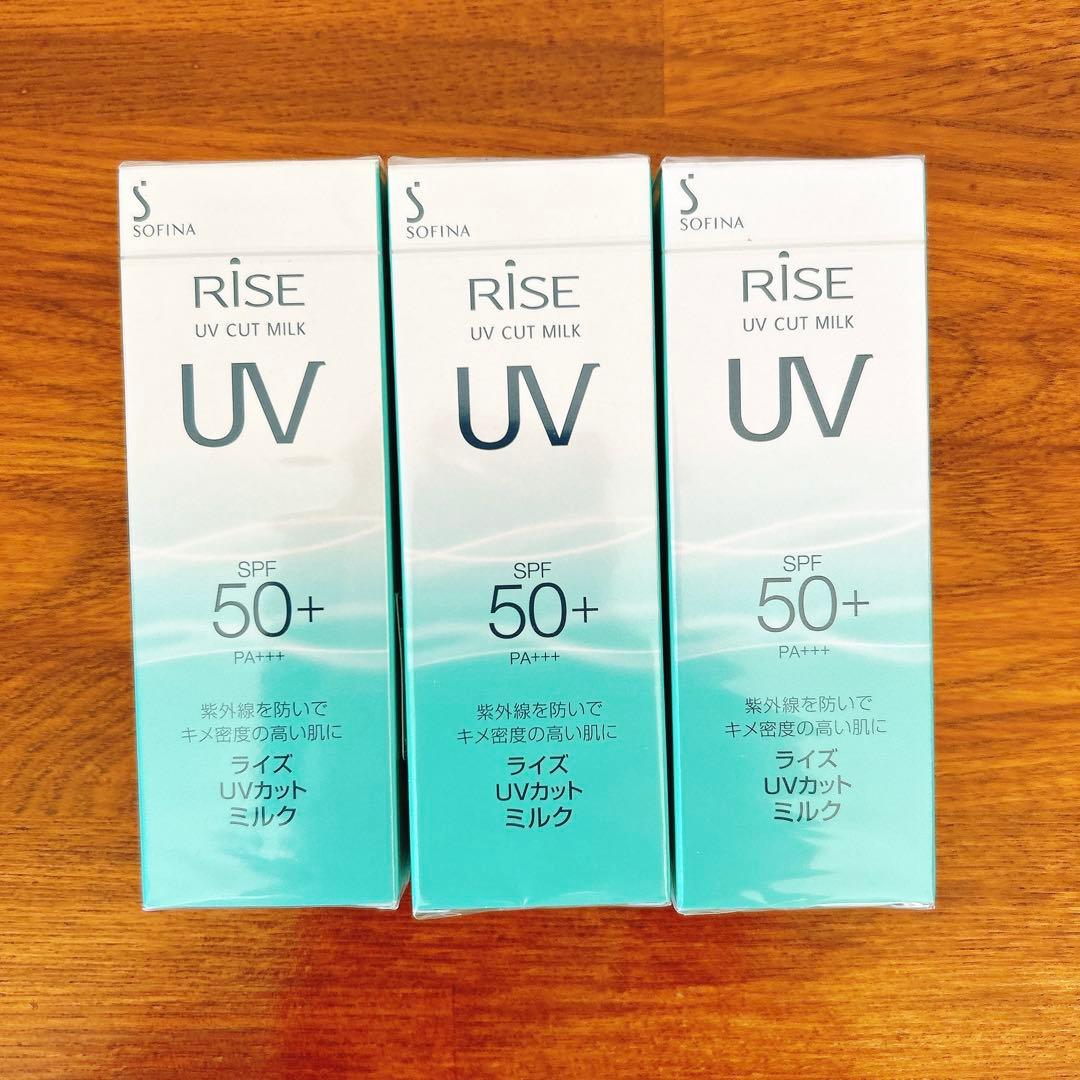 SOFINA
RISE
UV CUT MILK
UV
SPF
50+
PA+++
紫外線を防いで
キメ密度の高い肌に
ライズ
UVカット
ミルク
SOFINA
RISE
UV CUT MILK
UV
SPF
50+
PA+++
紫外線を防いで
キメ密度の高い肌に
ライズ
UVカット
ミルク
SOFINA
RISE
UV CUT MILK
UV
SPF
50+
PA+++
紫外線を防いで
キメ密度の高い肌に
ライズ
UVカット
ミルク